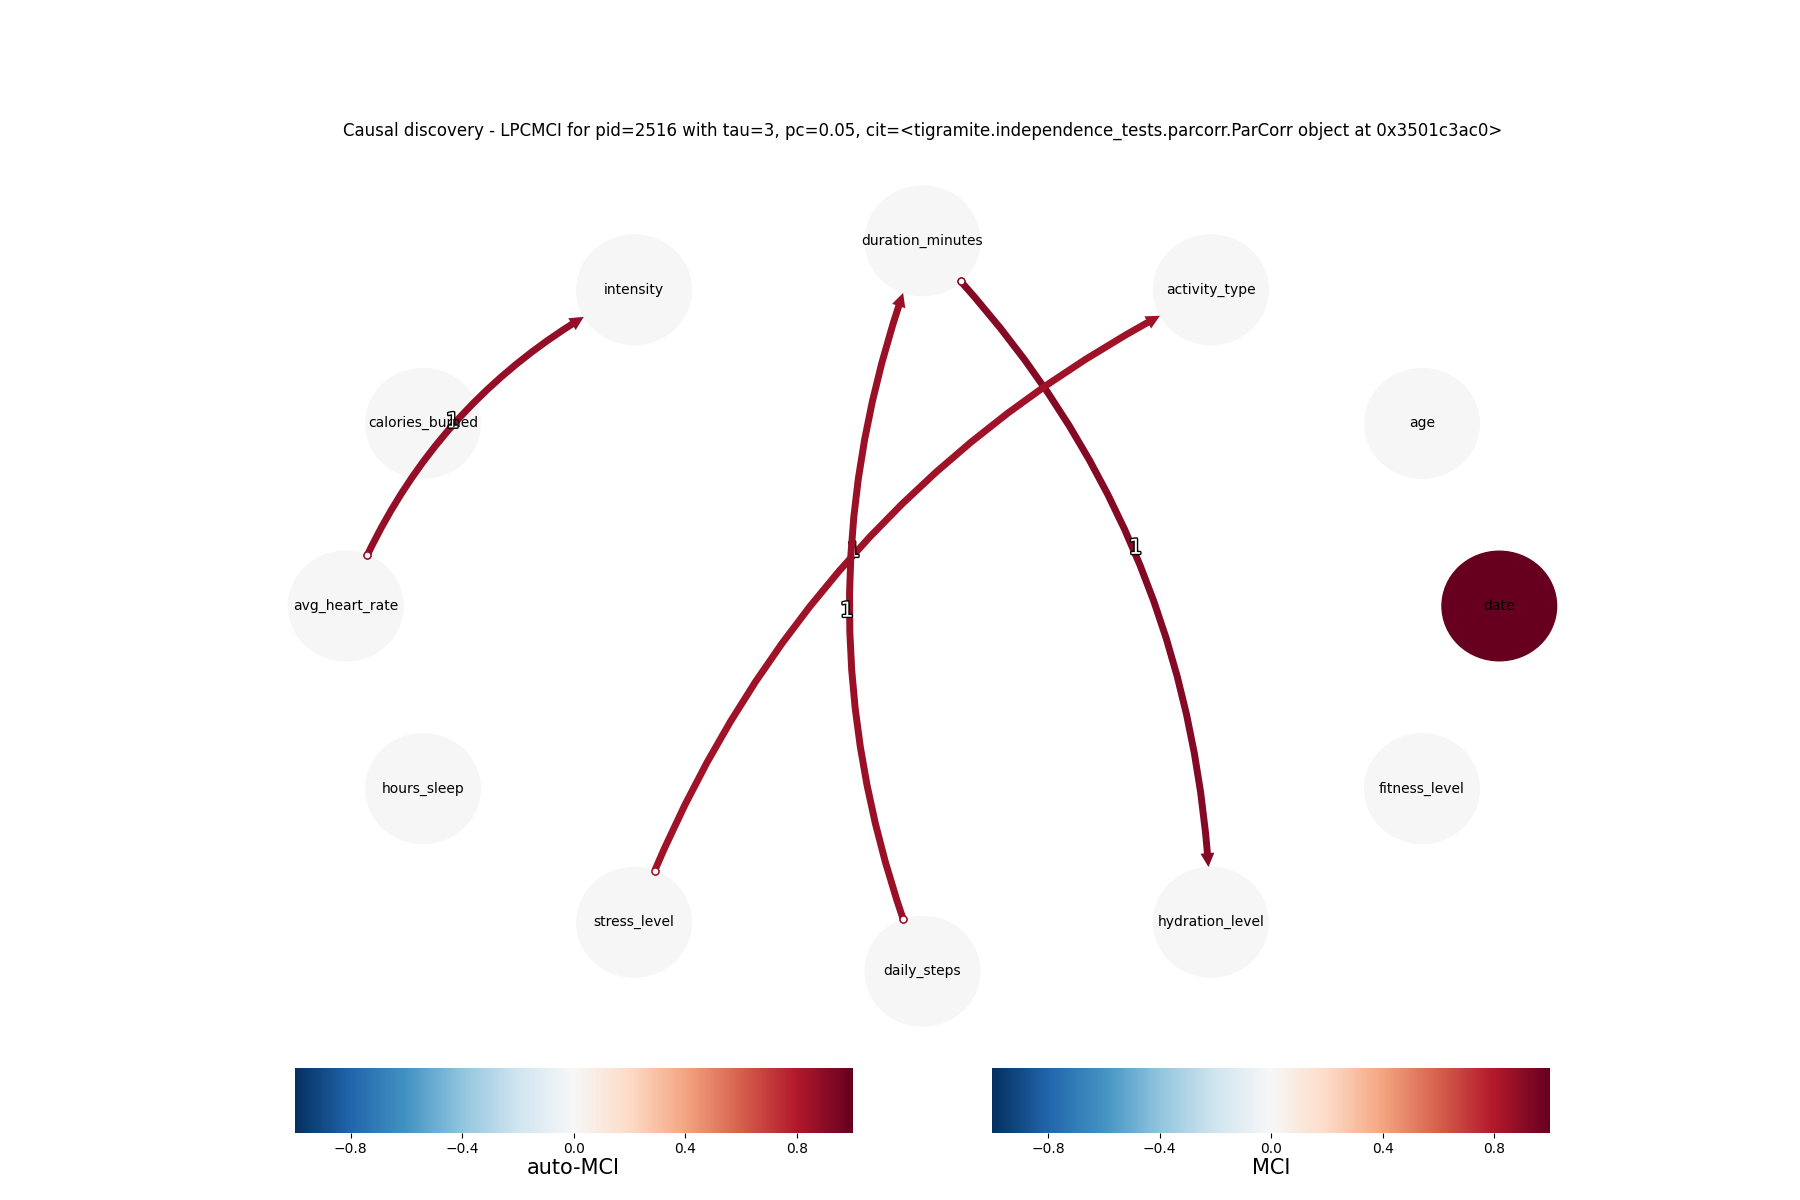 Causal discovery - LPCMCI for pid=2516 with tau=3, pc=0.05, cit=<tigramite.independence_tests.parcorr.ParCorr object at 0x3501c3ac0>
duration_minutes
intensity
activity_type
calories_burned
1
age
1
1
avg_heart_rate
date
1
hours_sleep
fitness_level
stress_level
hydration_level
daily_steps
−0.8 −0.4 0.0 0.4 0.8
auto-MCI
−0.8 −0.4 0.0 0.4 0.8
MCI